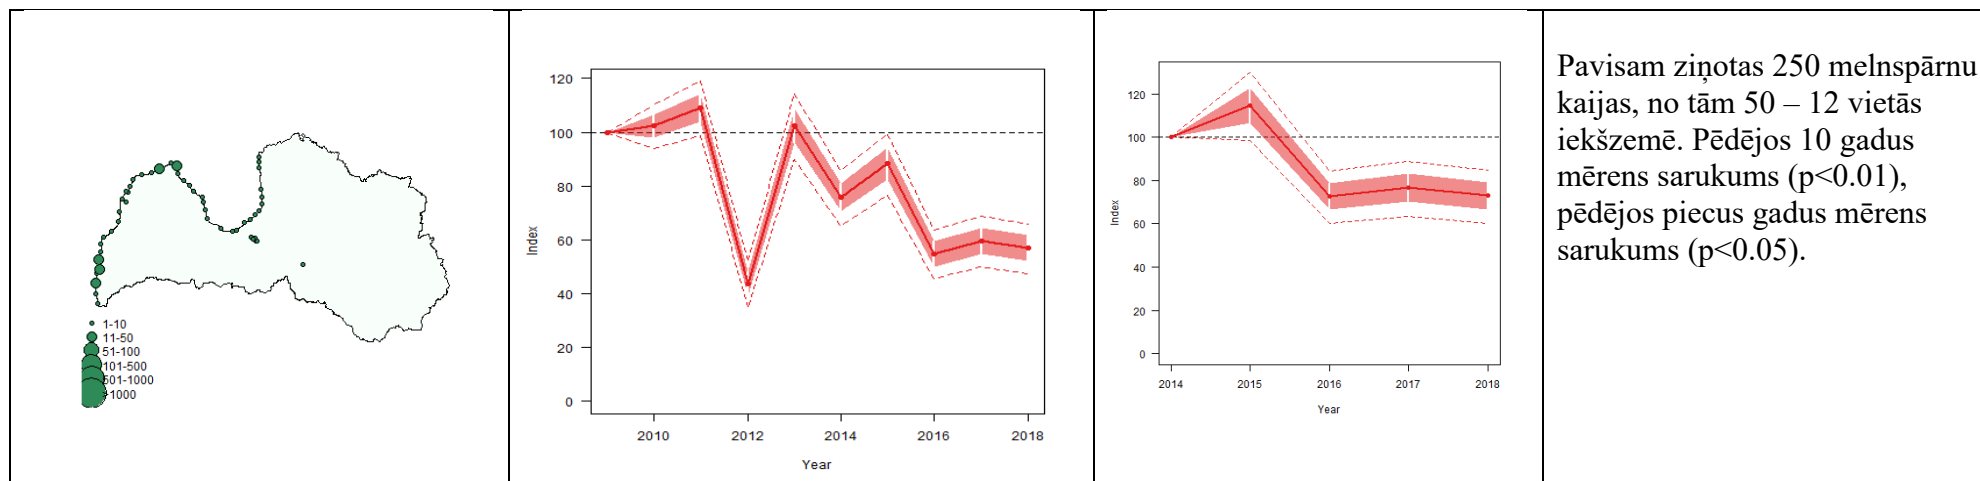 1-10
11-50
51-100
101-500
501-1000
1000
120
100
80
60
40
20
0
Index
2010 2012 2014 2016 2018
Year
120
100
80
60
40
20
0
Index
2014 2015 2016 2017 2018
Year
Pavisam ziņotas 250 melnspārnu
kaijas, no tām 50 – 12 vietās
iekšzemē. Pēdējos 10 gadus
mērens sarukums (p<0.01),
pēdējos piecus gadus mērens
sarukums (p<0.05).